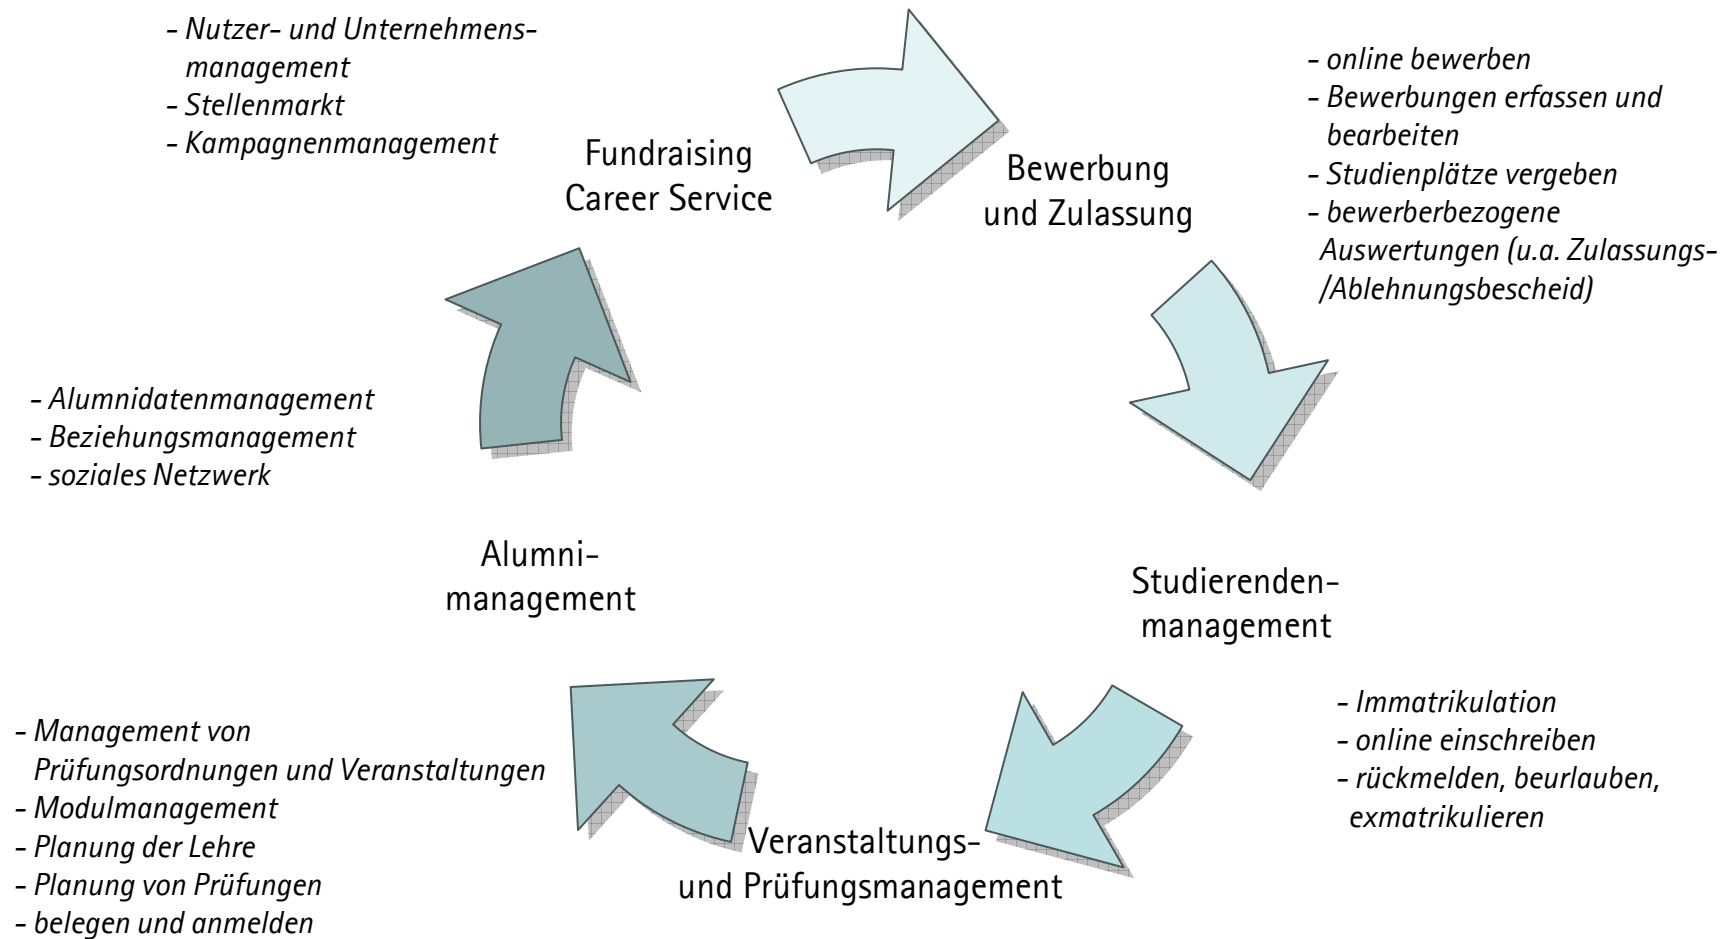 - Nutzer- und Unternehmens-
management
- Stellenmarkt
- Kampagnenmanagement
Fundraising
Career Service
Bewerbung
und Zulassung
- online bewerben
- Bewerbungen erfassen und
bearbeiten
- Studienplätze vergeben
- bewerberbezogene
Auswertungen (u.a. Zulassungs-
/Ablehnungsbescheid)
- Alumnidatenmanagement
- Beziehungsmanagement
- soziales Netzwerk
Alumni-
management
Studierenden-
management
- Immatrikulation
- online einschreiben
- rückmelden, beurlauben,
exmatrikulieren
- Management von
Prüfungsordnungen und Veranstaltungen
- Modulmanagement
- Planung der Lehre
- Planung von Prüfungen
- belegen und anmelden
Veranstaltungs-
und Prüfungsmanagement